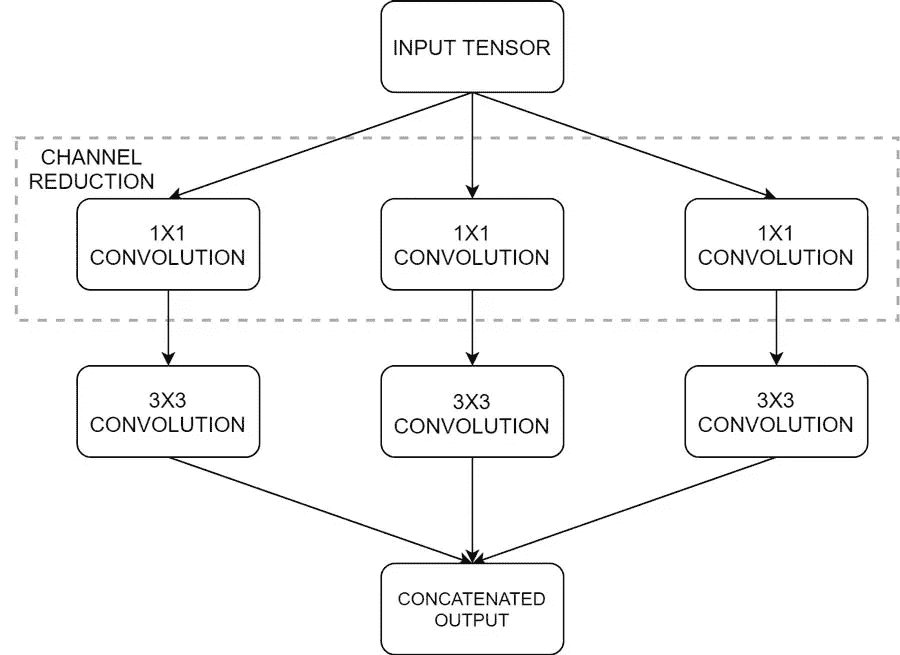 INPUT TENSOR
CHANNEL
REDUCTION
1X1
CONVOLUTION
1X1
CONVOLUTION
1X1
CONVOLUTION
3X3
CONVOLUTION
3X3
CONVOLUTION
3X3
CONVOLUTION
CONCATENATED
OUTPUT